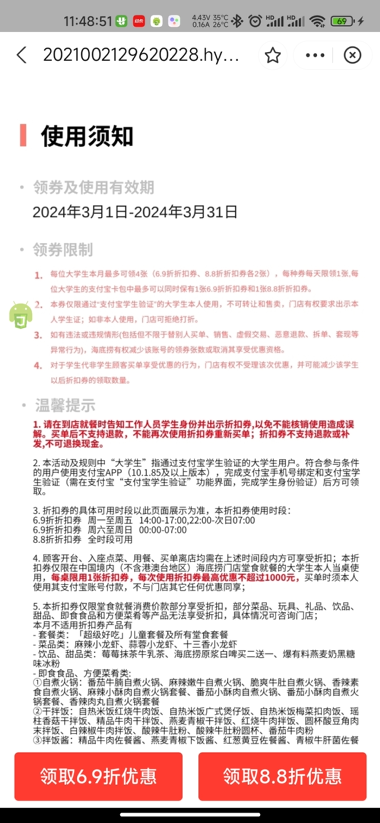 11:48:51
4.43V 35℃
0.16A 26℃
HD HD
69
2021002129620228.hy...
使用须知
领券及使用有效期
2024年3月1日-2024年3月31日
领券限制
1. 每位大学生本月最多可领4张（6.9折折扣券、8.8折折扣券各2张），每种券每天限领1张,每
位大学生的支付宝卡包中最多可以同时保有1张6.9折折扣券和1张8.8折折扣券。
2. 本券仅限通过“支付宝学生验证”的大学生本人使用，不可转让和售卖，门店有权要求出示本
人学生证；如非本人使用，门店可拒绝打折。
3. 如有违法或违规情形(包括但不限于替别人买单、销售、虚假交易、恶意退款、拆单、套现等
异常行为)，海底捞有权减少该账号的领券张数或取消其享受优惠资格。
4. 对于学生代非学生顾客买单享受优惠的行为，门店有权不受理该次优惠，并可能减少该学生
以后折扣券的领取数量。
温馨提示
1. 请在到店就餐时告知工作人员学生身份并出示折扣券,以免不能核销使用造成误
解。买单后不支持退款，不能再次使用折扣券重新买单；折扣券不支持退款或补
发,不可退换现金。
2. 本活动及规则中“大学生”指通过支付宝学生验证的大学生用户。符合参与条件
的用户使用支付宝APP（10.1.85及以上版本），完成支付宝手机号绑定和支付宝学
生验证（需在支付宝“支付宝学生验证”功能界面，完成学生身份验证）后方可领
取。
3. 折扣券的具体可用时段以此页面展示为准，本折扣券使用时段：
6.9折折扣券 周一至周五 14:00-17:00,22:00-次日07:00
6.9折折扣券 周六至周日 00:00-07:00
8.8折折扣券 全时段可用
4. 顾客开台、入座点菜、用餐、买单离店均需在上述时间段内方可享受折扣；本折
扣券仅限在中国境内（不含港澳台地区）海底捞门店堂食就餐的大学生本人当桌使
用，每桌限用1张折扣券，每次使用折扣券最高优惠不超过1000元，买单时须本人
使用其支付宝账号付款，不与门店其它任何优惠同享；
5. 本折扣券仅限堂食就餐消费价款部分享受折扣，部分菜品、玩具、礼品、饮品、
甜品、即食食品和方便菜肴等产品无法享受折扣，具体情况可咨询门店；
本月不适用折扣券产品有
- 套餐类：「超级好吃」儿童套餐及所有堂食套餐
- 菜品类：麻辣小龙虾、蒜蓉小龙虾、十三香小龙虾
- 饮品、甜品类：莓莓抹茶牛乳茶、海底捞原浆白啤买二送一、爆有料燕麦奶黑糖
味冰粉
- 即食食品、方便菜肴类:
①自煮火锅：番茄牛腩自煮火锅、麻辣嫩牛自煮火锅、脆爽牛肚自煮火锅、香辣素
食自煮火锅、麻辣小酥肉自煮火锅套餐、番茄小酥肉自煮火锅、番茄小酥肉自煮火
锅套餐、香辣肉丸自煮火锅套餐
②干拌饭：自热米饭红烧牛肉饭、自热米饭广式煲仔饭、自热米饭梅菜扣肉饭、瑶
柱香菇干拌饭、精品牛肉干拌饭、燕麦青椒干拌饭、红烧牛肉拌饭、圆杯酸豆角肉
末拌饭、白辣椒牛肉拌饭、酸辣牛肚粉、酸辣牛肚粉圆杯、番茄牛肉粉
③拌饭酱：精品牛肉佐餐酱、燕麦青椒下饭酱、红葱黄豆佐餐酱、青椒牛肝菌佐餐
领取6.9折优惠
领取8.8折优惠